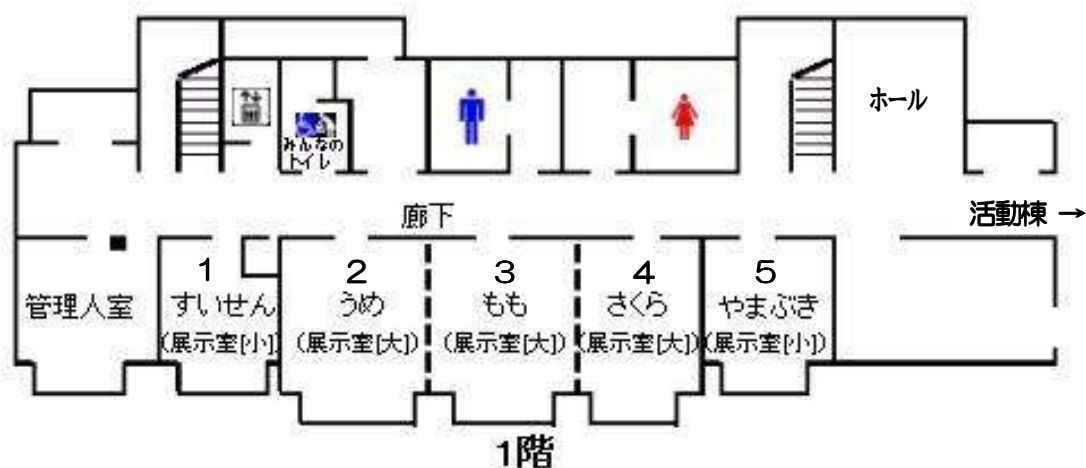 ホール
みんなの
トイレ
活動棟 →
廊下
管理人室
1
すいせん
(展示室[小])
2
うめ
(展示室[大])
3
もも
(展示室[大])
4
さくら
(展示室[大])
5
やまぶき
(展示室[小])
1階